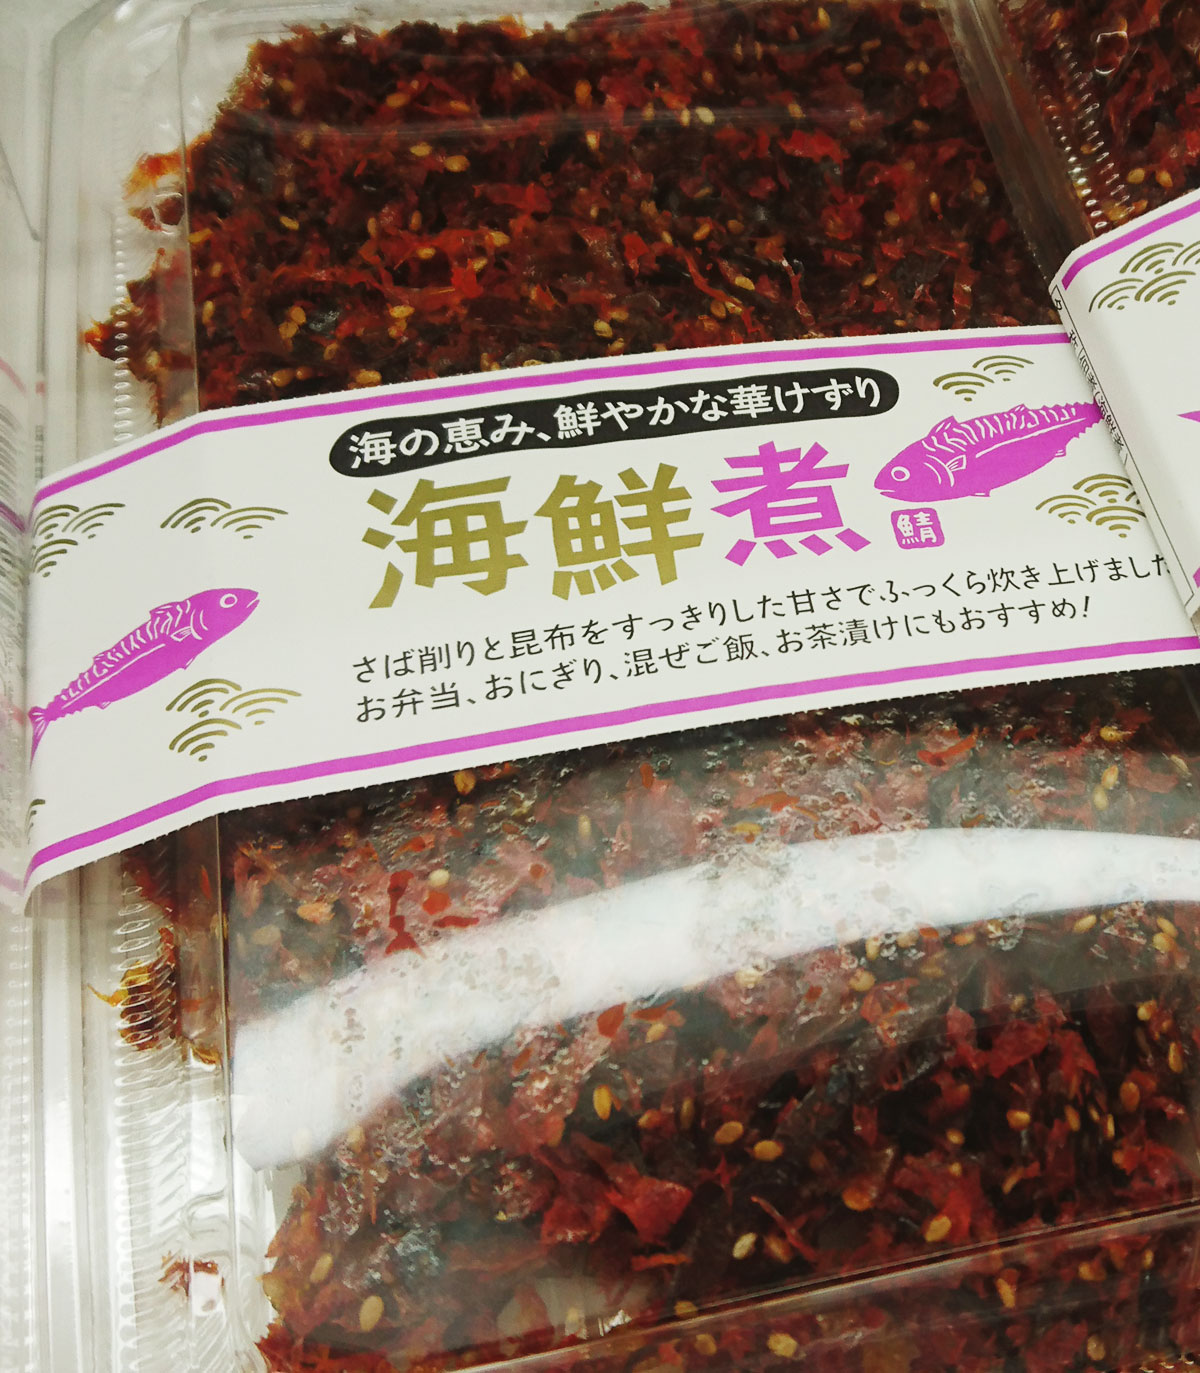 海の恵み、鮮やかな華けずり
海鮮煮
鯖
さば削りと昆布をすっきりした甘さでふっくら炊き上げました
お弁当、おにぎり、混ぜご飯、お茶漬けにもおすすめ!